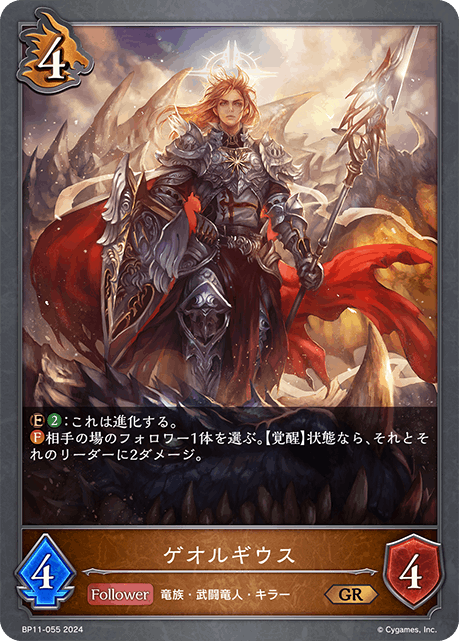 4
E 2：これは進化する。
F 相手の場のフォロワー1体を選ぶ。【覚醒】状態なら、それとそ
れのリーダーに2ダメージ。
ゲオルギウス
4
Follower 竜族・武闘竜人・キラー GR
4
BP11-055 2024
© Cygames, Inc.